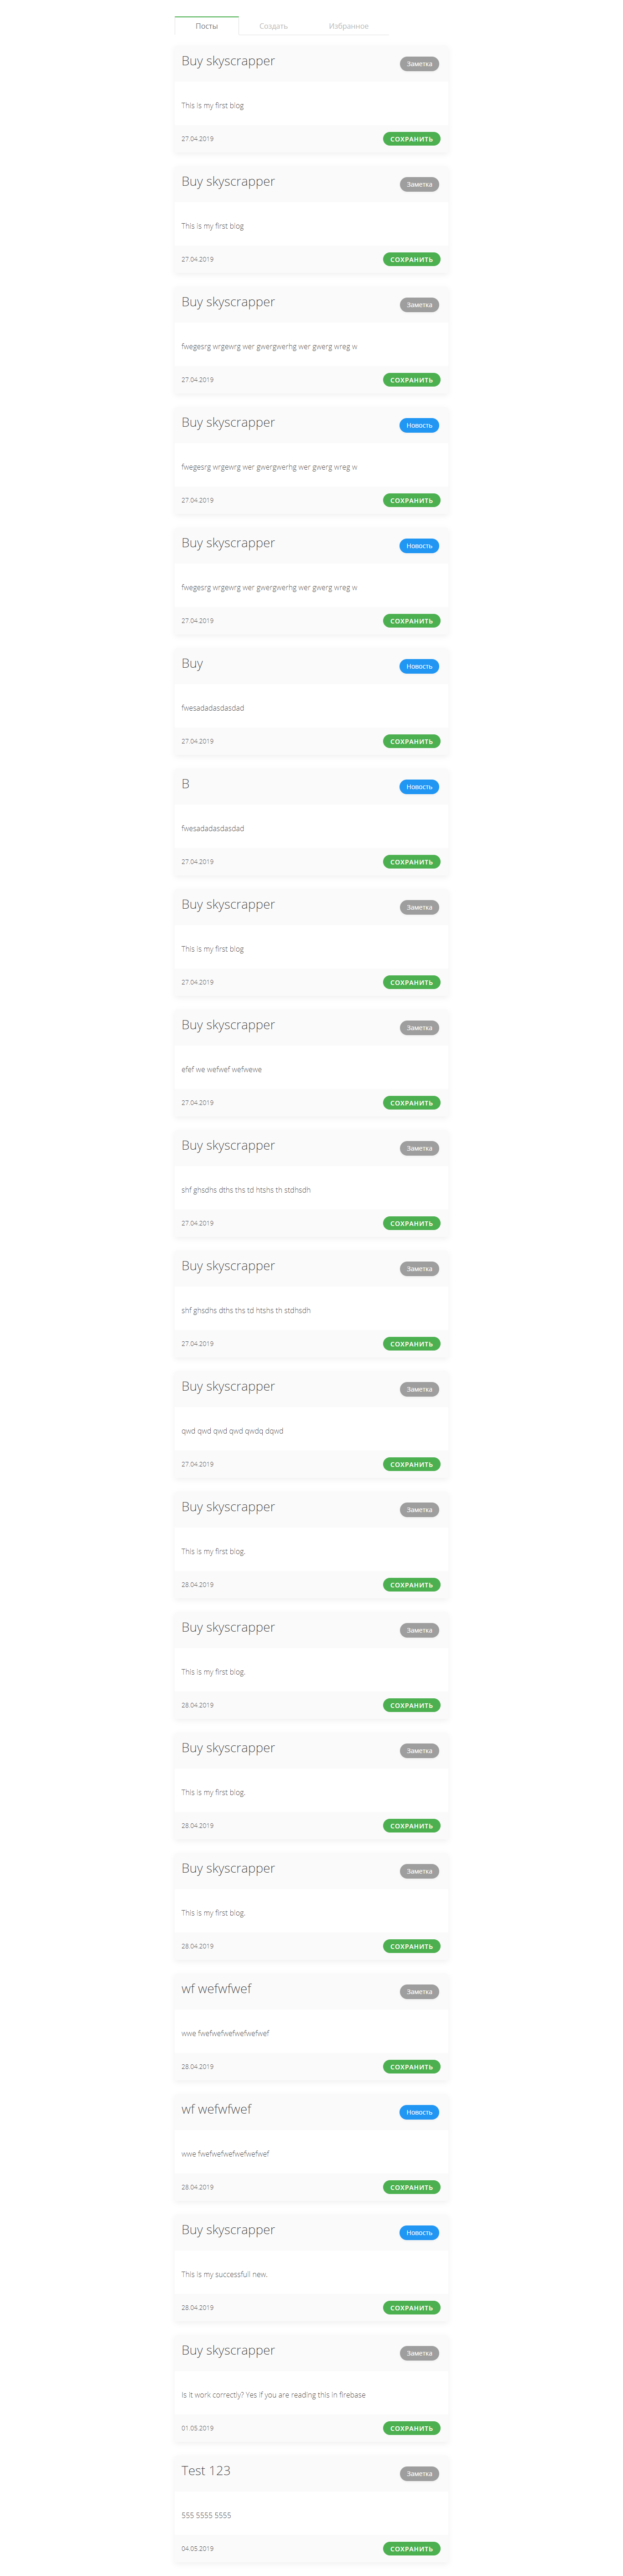 Посты Создать Избранное
Buy skyscrapper Заметка
This is my first blog
27.04.2019 СОХРАНИТЬ
Buy skyscrapper Заметка
This is my first blog
27.04.2019 СОХРАНИТЬ
Buy skyscrapper Заметка
fwegesrg wrgewrg wer gwergwerhg wer gwerg wreg w
27.04.2019 СОХРАНИТЬ
Buy skyscrapper Новость
fwegesrg wrgewrg wer gwergwerhg wer gwerg wreg w
27.04.2019 СОХРАНИТЬ
Buy skyscrapper Новость
fwegesrg wrgewrg wer gwergwerhg wer gwerg wreg w
27.04.2019 СОХРАНИТЬ
Buy Новость
fwesadadasdasdad
27.04.2019 СОХРАНИТЬ
B Новость
fwesadadasdasdad
27.04.2019 СОХРАНИТЬ
Buy skyscrapper Заметка
This is my first blog
27.04.2019 СОХРАНИТЬ
Buy skyscrapper Заметка
efef we wefwef wefwewe
27.04.2019 СОХРАНИТЬ
Buy skyscrapper Заметка
shf ghsdhs dths ths td htshs th stdhsdh
27.04.2019 СОХРАНИТЬ
Buy skyscrapper Заметка
shf ghsdhs dths ths td htshs th stdhsdh
27.04.2019 СОХРАНИТЬ
Buy skyscrapper Заметка
qwd qwd qwd qwd qwdq dqwd
27.04.2019 СОХРАНИТЬ
Buy skyscrapper Заметка
This is my first blog.
28.04.2019 СОХРАНИТЬ
Buy skyscrapper Заметка
This is my first blog.
28.04.2019 СОХРАНИТЬ
Buy skyscrapper Заметка
This is my first blog.
28.04.2019 СОХРАНИТЬ
Buy skyscrapper Заметка
This is my first blog.
28.04.2019 СОХРАНИТЬ
wf wefwfwef Заметка
wwe fwefwefwefwefwefwef
28.04.2019 СОХРАНИТЬ
wf wefwfwef Новость
wwe fwefwefwefwefwefwef
28.04.2019 СОХРАНИТЬ
Buy skyscrapper Новость
This is my successfull new.
28.04.2019 СОХРАНИТЬ
Buy skyscrapper Заметка
Is it work correctly? Yes if you are reading this in firebase
01.05.2019 СОХРАНИТЬ
Test 123 Заметка
555 5555 5555
04.05.2019 СОХРАНИТЬ